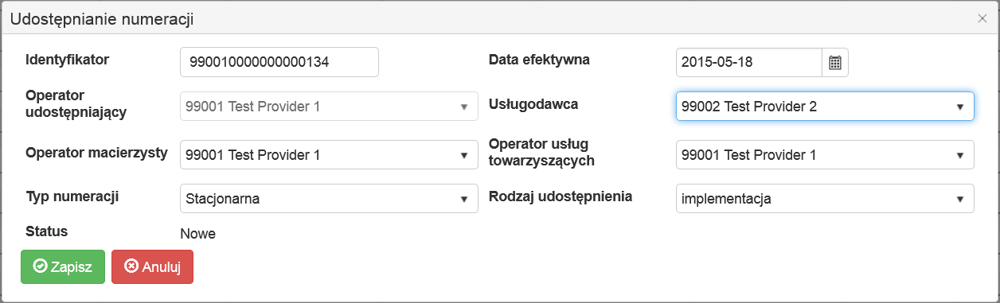 Udostępnianie numeracji
Identyfikator 990010000000000134 Data efektywna 2015-05-18
Operator
udostępniający 99001 Test Provider 1 Usługodawca 99002 Test Provider 2
Operator macierzysty 99001 Test Provider 1 Operator usług
towarzyszących 99001 Test Provider 1
Typ numeracji Stacjonarna Rodzaj udostępnienia implementacja
Status Nowe
Zapisz Anuluj